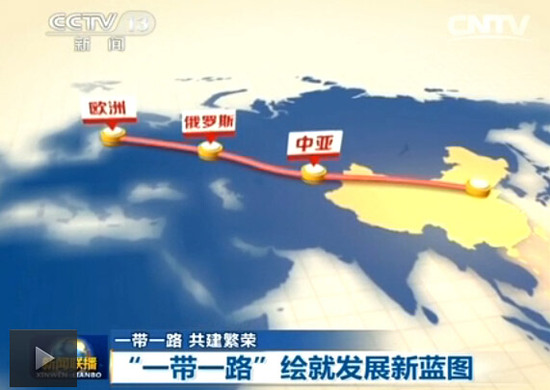 CCTV 13
新闻
CNTV
欧洲
俄罗斯
中亚
一带一路 共建繁荣
新闻联播
XINWEN LIANBO
“一带一路”绘就发展新蓝图